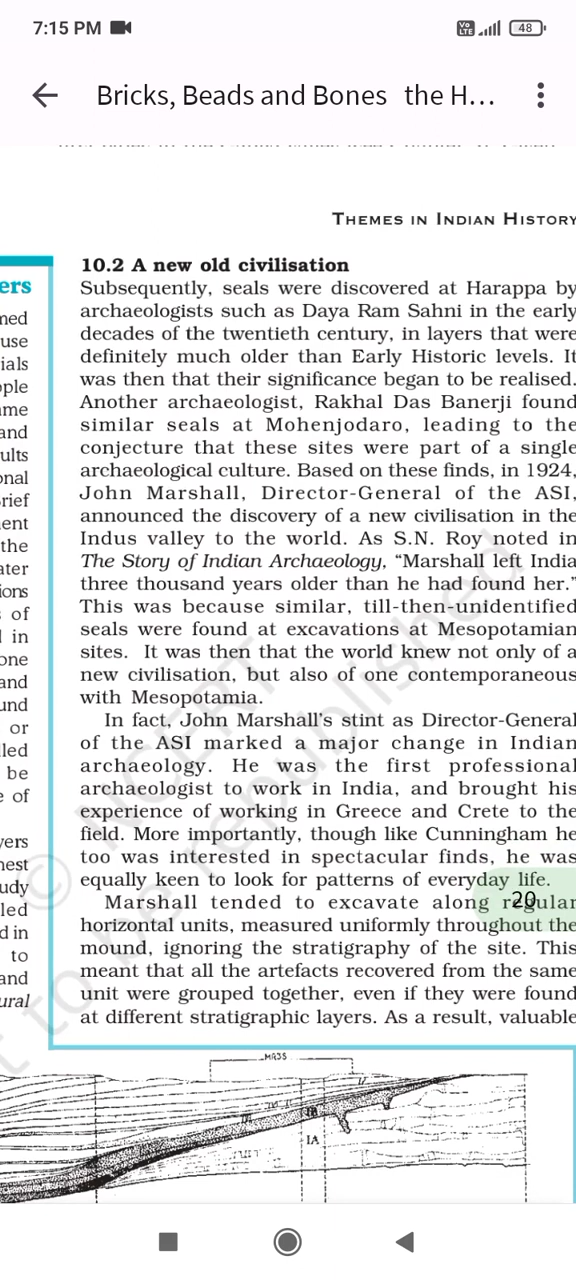 7:15 PM
Vo LTE 48
Bricks, Beads and Bones the H...
THEMES IN INDIAN HISTORY
10.2 A new old civilisation
Subsequently, seals were discovered at Harappa by
archaeologists such as Daya Ram Sahni in the early
decades of the twentieth century, in layers that were
definitely much older than Early Historic levels. It
was then that their significance began to be realised.
Another archaeologist, Rakhal Das Banerji found
similar seals at Mohenjodaro, leading to the
conjecture that these sites were part of a single
archaeological culture. Based on these finds, in 1924,
John Marshall, Director-General of the ASI,
announced the discovery of a new civilisation in the
Indus valley to the world. As S.N. Roy noted in
The Story of Indian Archaeology, “Marshall left India
three thousand years older than he had found her.”
This was because similar, till-then-unidentified
seals were found at excavations at Mesopotamian
sites. It was then that the world knew not only of a
new civilisation, but also of one contemporaneous
with Mesopotamia.
In fact, John Marshall’s stint as Director-General
of the ASI marked a major change in Indian
archaeology. He was the first professional
archaeologist to work in India, and brought his
experience of working in Greece and Crete to the
field. More importantly, though like Cunningham he
too was interested in spectacular finds, he was
equally keen to look for patterns of everyday life.
Marshall tended to excavate along regular
horizontal units, measured uniformly throughout the
mound, ignoring the stratigraphy of the site. This
meant that all the artefacts recovered from the same
unit were grouped together, even if they were found
at different stratigraphic layers. As a result, valuable
20
ers
med
use
ials
ople
ame
and
ults
onal
rief
ent
the
ater
ions
s of
l in
one
and
und
or
lled
be
e of
yers
nest
udy
led
d in
to
and
ural
© NCERT
t to be republished
IA